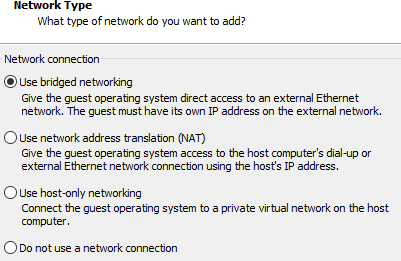 Network Type
What type of network do you want to add?
Network connection
Use bridged networking
Give the guest operating system direct access to an external Ethernet
network. The guest must have its own IP address on the external network.
Use network address translation (NAT)
Give the guest operating system access to the host computer's dial-up or
external Ethernet network connection using the host's IP address.
Use host-only networking
Connect the guest operating system to a private virtual network on the host
computer.
Do not use a network connection